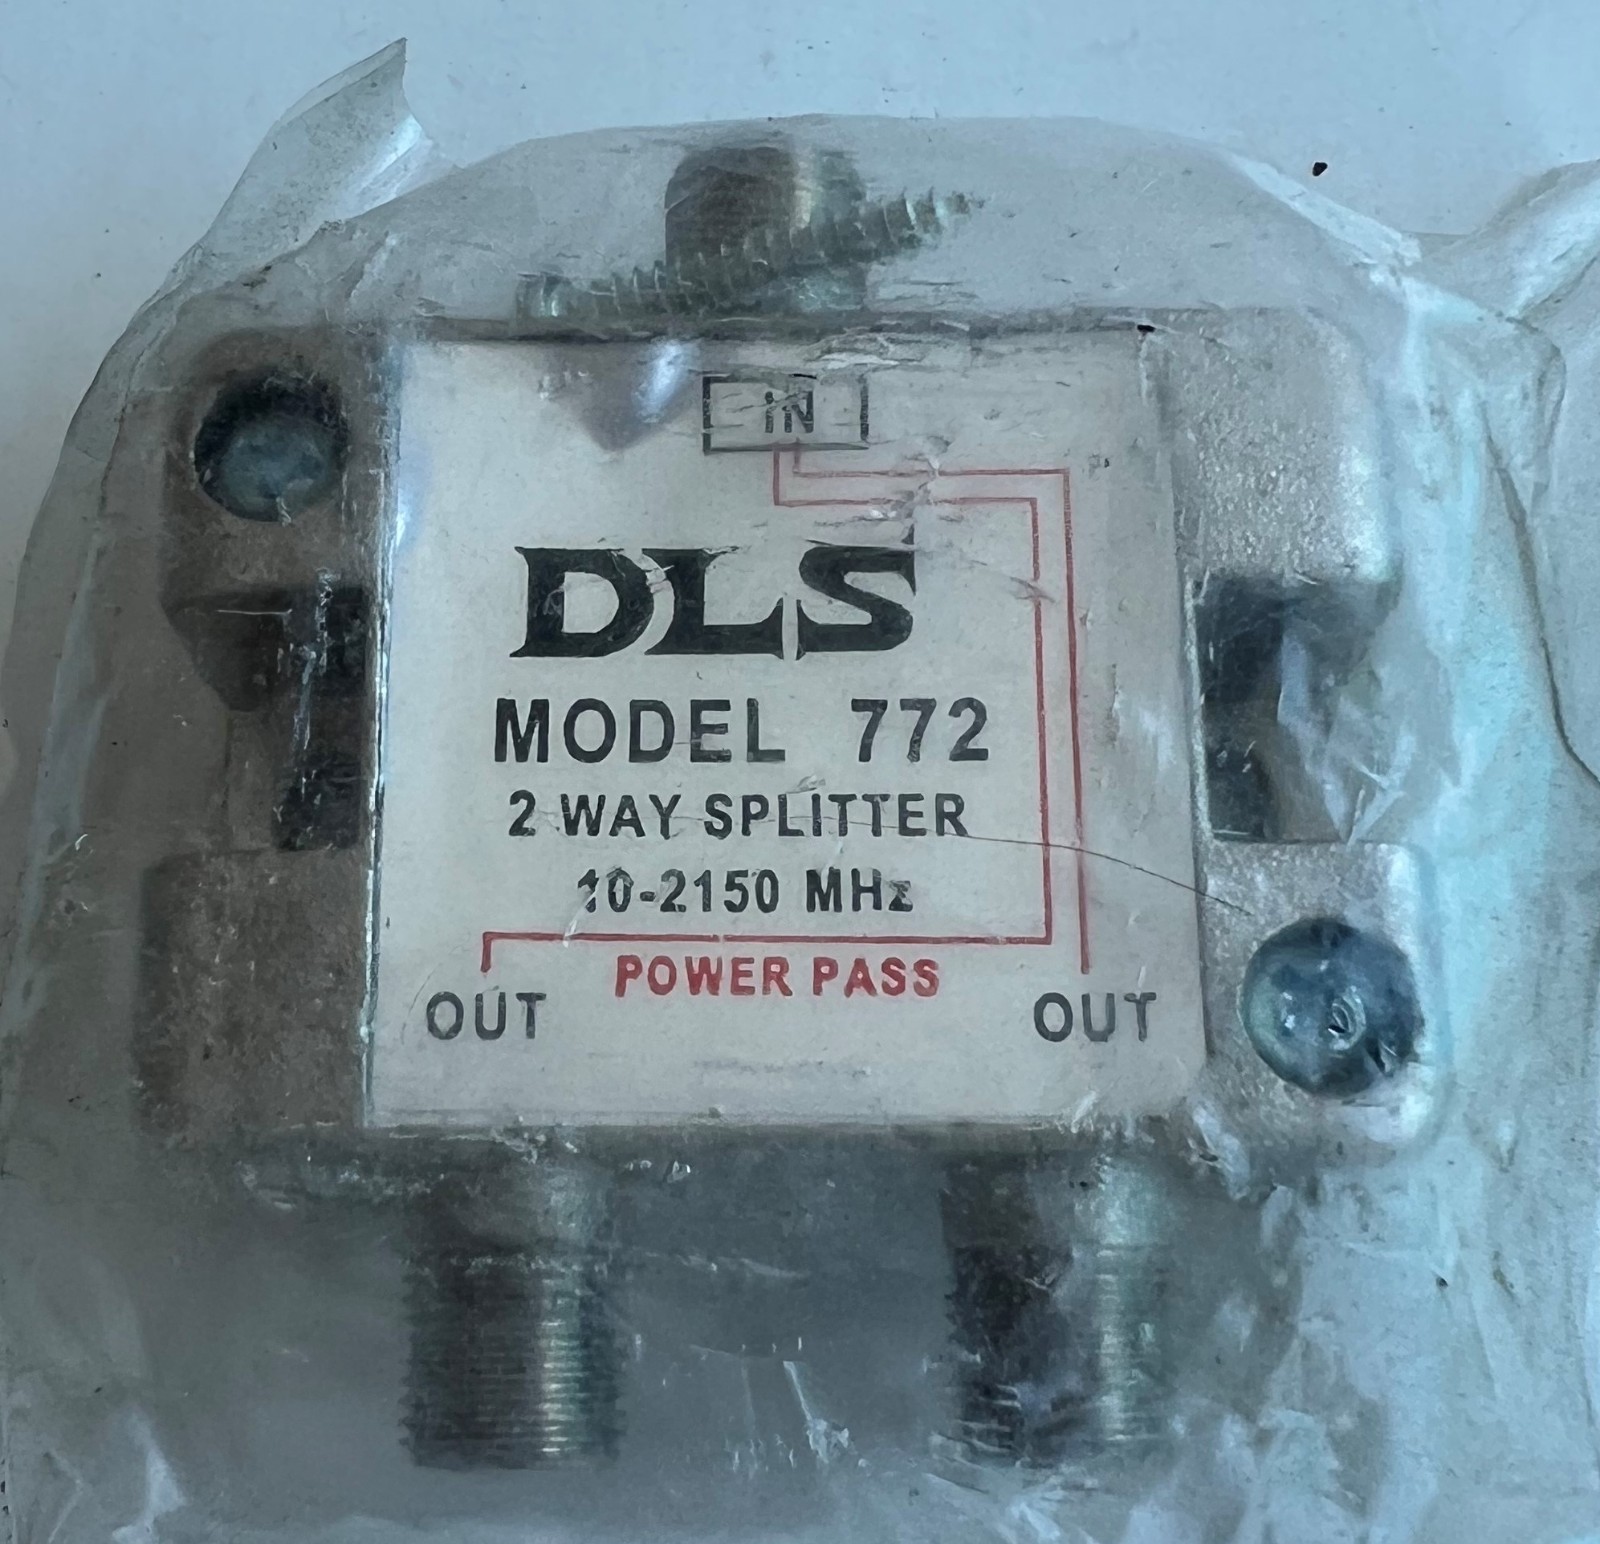 IN
DLS
MODEL 772
2 WAY SPLITTER
10-2150 MHz
POWER PASS
OUT OUT